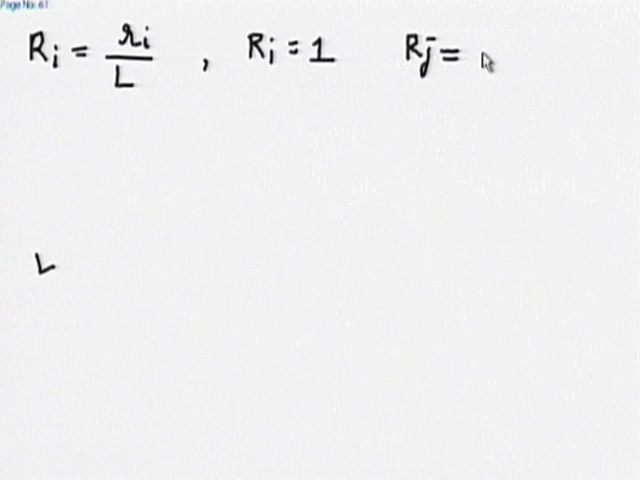 Page No: 61
Ri = ri / L , Ri = 1 Rj =
L